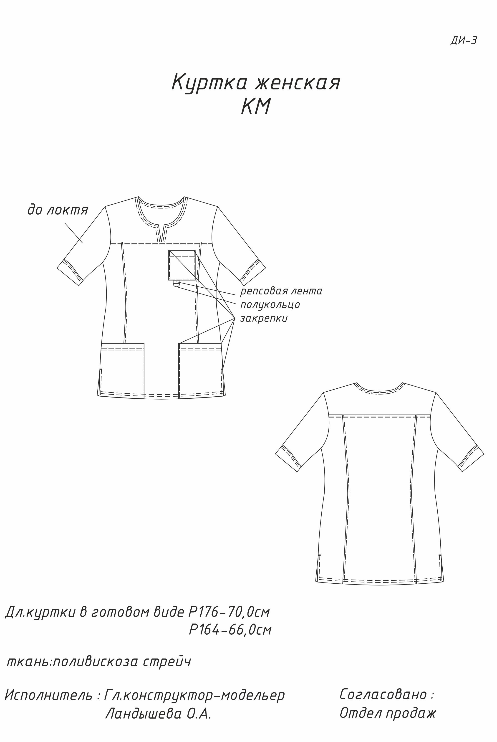 ДИ-3
Куртка женская
КМ
до локтя
репсовая лента
полукольцо
закрепки
Дл.куртки в готовом виде Р176-70,0см
Р164-66,0см
ткань:поливискоза стрейч
Исполнитель : Гл.конструктор-модельер
Ландышева О.А.
Согласовано :
Отдел продаж